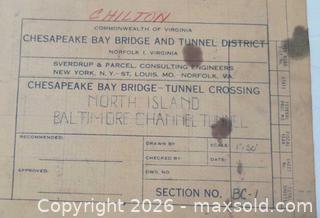 CHILTON
COMMONWEALTH OF VIRGINIA
CHESAPEAKE BAY BRIDGE AND TUNNEL DISTRICT
NORFOLK 1, VIRGINIA
SVERDRUP & PARCEL, CONSULTING ENGINEERS
NEW YORK, N.Y.-ST. LOUIS, MO.-NORFOLK, VA.
CHESAPEAKE BAY BRIDGE-TUNNEL CROSSING
NORTH ISLAND
BALTIMORE CHANNEL TUNNEL
RECOMMENDED:
DRAWN BY
SCALE:
CHECKED BY
DATE:
APPROVED:
DWG. NO.
SECTION NO. BC-1
Copyright 2026 - maxsold.com